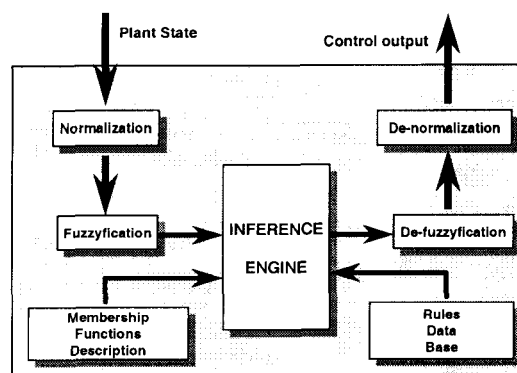 Plant State
Control output
Normalization
De-normalization
Fuzzyfication
INFERENCE
ENGINE
De-fuzzyfication
Membership
Functions
Description
Rules
Data
Base